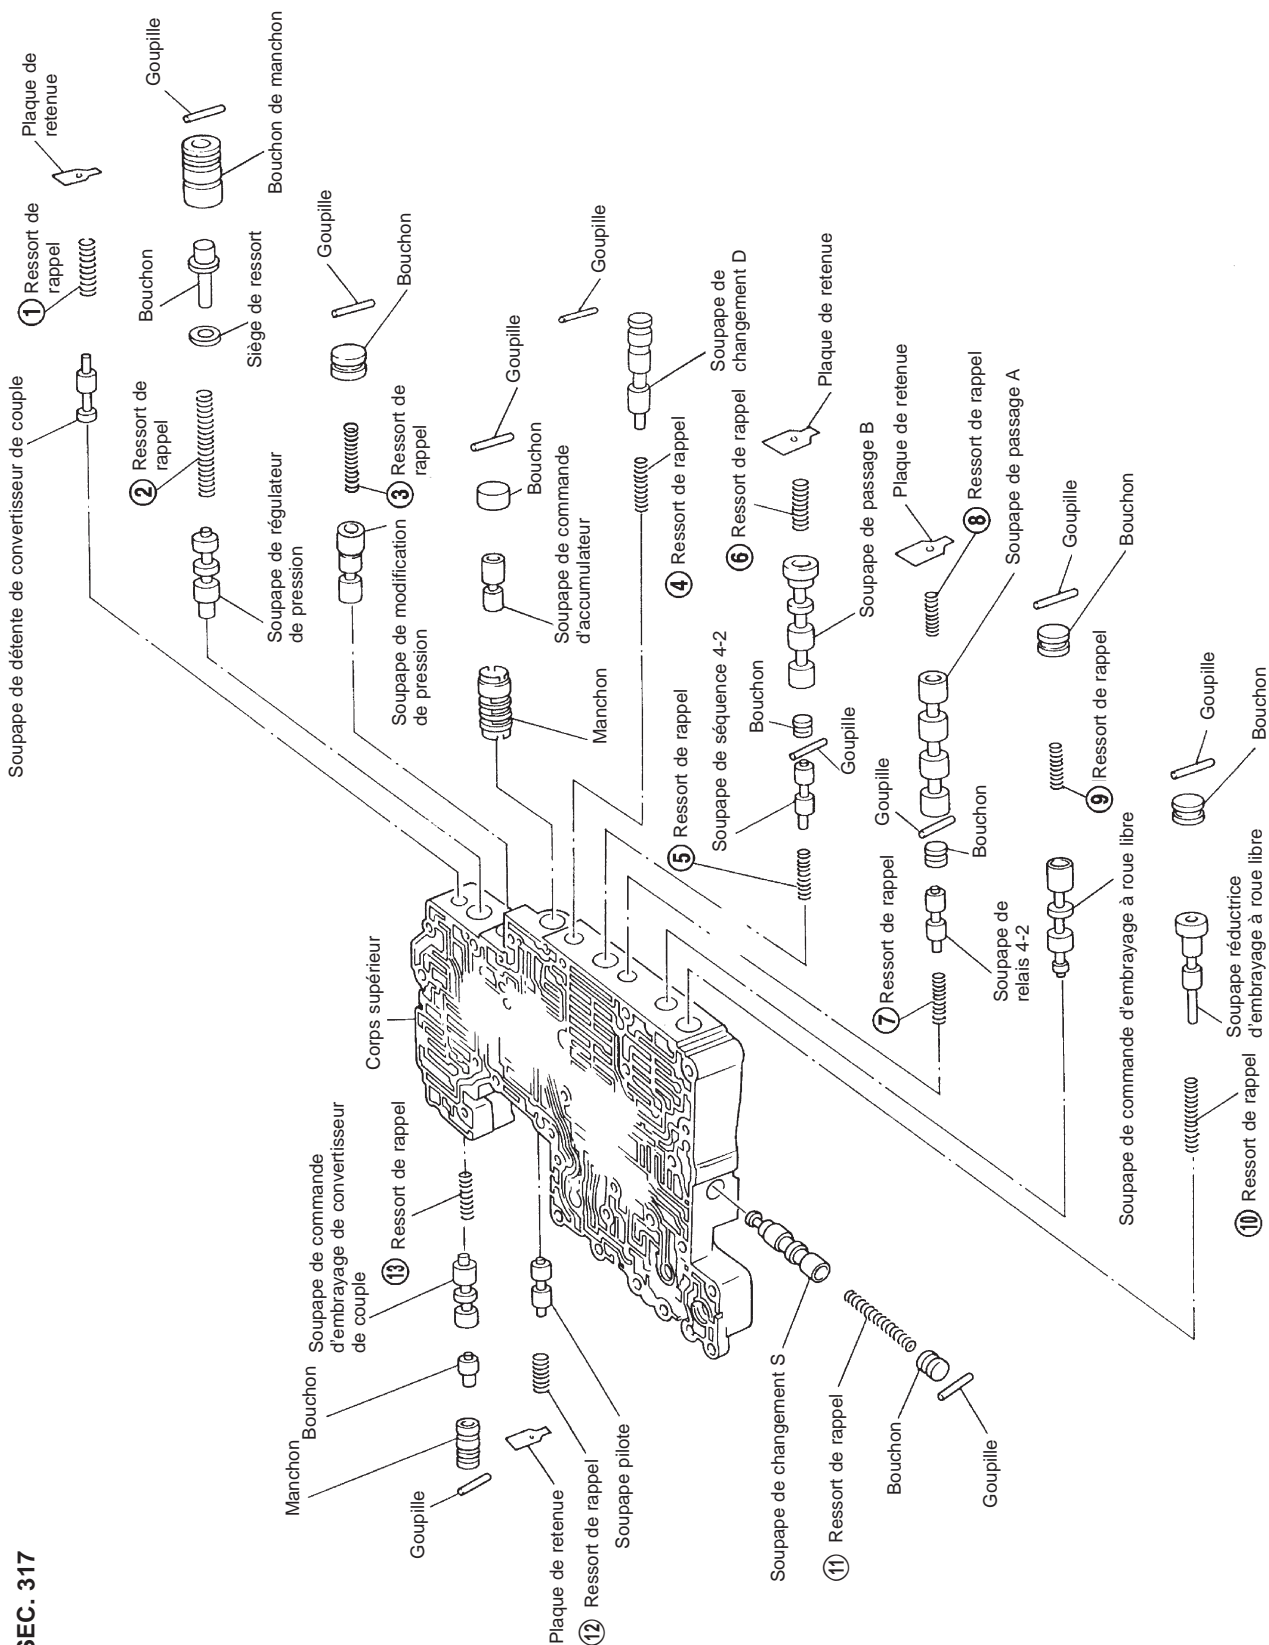 SEC. 317
Soupape de détente de convertisseur de couple
① Ressort de
rappel
Plaque de
retenue
② Ressort de
rappel
Bouchon
Siège de ressort
Goupille
Bouchon de manchon
Soupape de régulateur
de pression
③ Ressort de
rappel
Goupille
Bouchon
Soupape de modification
de pression
Goupille
Bouchon
Soupape de commande
d'accumulateur
Manchon
Goupille
Soupape de
changement D
④ Ressort de rappel
Plaque de retenue
⑥ Ressort de rappel
Soupape de passage B
⑤ Ressort de rappel
Soupape de séquence 4-2
Bouchon
Goupille
Plaque de retenue
⑧ Ressort de rappel
Soupape de passage A
Goupille
Bouchon
⑦ Ressort de rappel
Soupape de
relais 4-2
Goupille
Bouchon
⑨ Ressort de rappel
Soupape de commande d'embrayage à roue libre
Goupille
Bouchon
Soupape réductrice
d'embrayage à roue libre
⑩ Ressort de rappel
Corps supérieur
⑬ Ressort de rappel
Soupape de commande
d'embrayage de convertisseur
de couple
Bouchon
Manchon
Goupille
Plaque de retenue
⑫ Ressort de rappel
Soupape pilote
Soupape de changement S
⑪ Ressort de rappel
Bouchon
Goupille